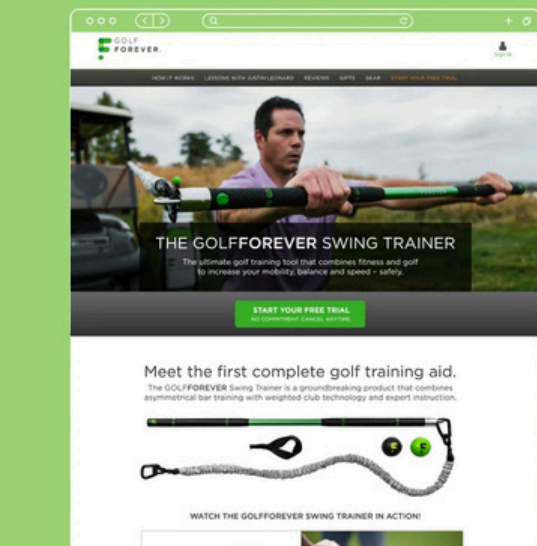 GOLF
FOREVER.
Sign In
HOW IT WORKS LESSONS WITH JUSTIN LEONARD REVIEWS GIFTS GEAR START YOUR FREE TRIAL
THE GOLFFOREVER SWING TRAINER
The ultimate golf training tool that combines fitness and golf
to increase your mobility, balance and speed – safely.
START YOUR FREE TRIAL
NO COMMITMENT CANCEL ANYTIME
Meet the first complete golf training aid.
The GOLFFOREVER Swing Trainer is a groundbreaking product that combines
asymmetrical bar training with weighted club technology and expert instruction.
WATCH THE GOLFFOREVER SWING TRAINER IN ACTION!